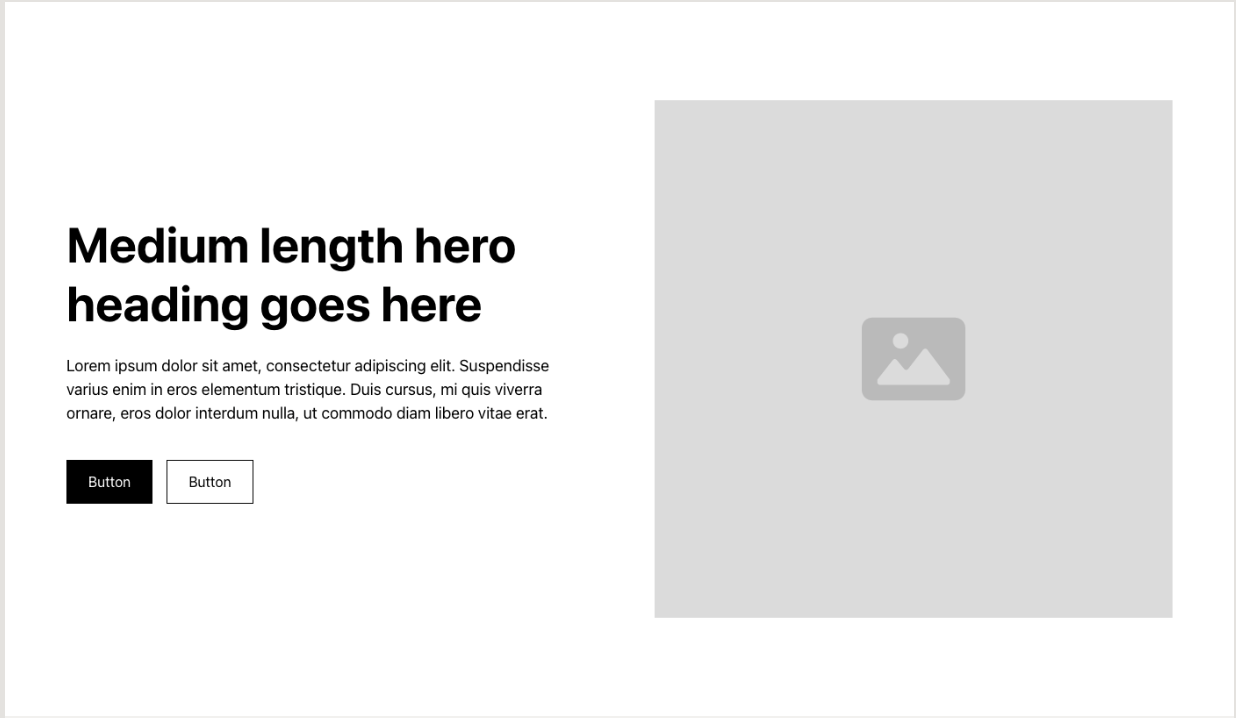 Medium length hero
heading goes here
Lorem ipsum dolor sit amet, consectetur adipiscing elit. Suspendisse
varius enim in eros elementum tristique. Duis cursus, mi quis viverra
ornare, eros dolor interdum nulla, ut commodo diam libero vitae erat.
Button
Button